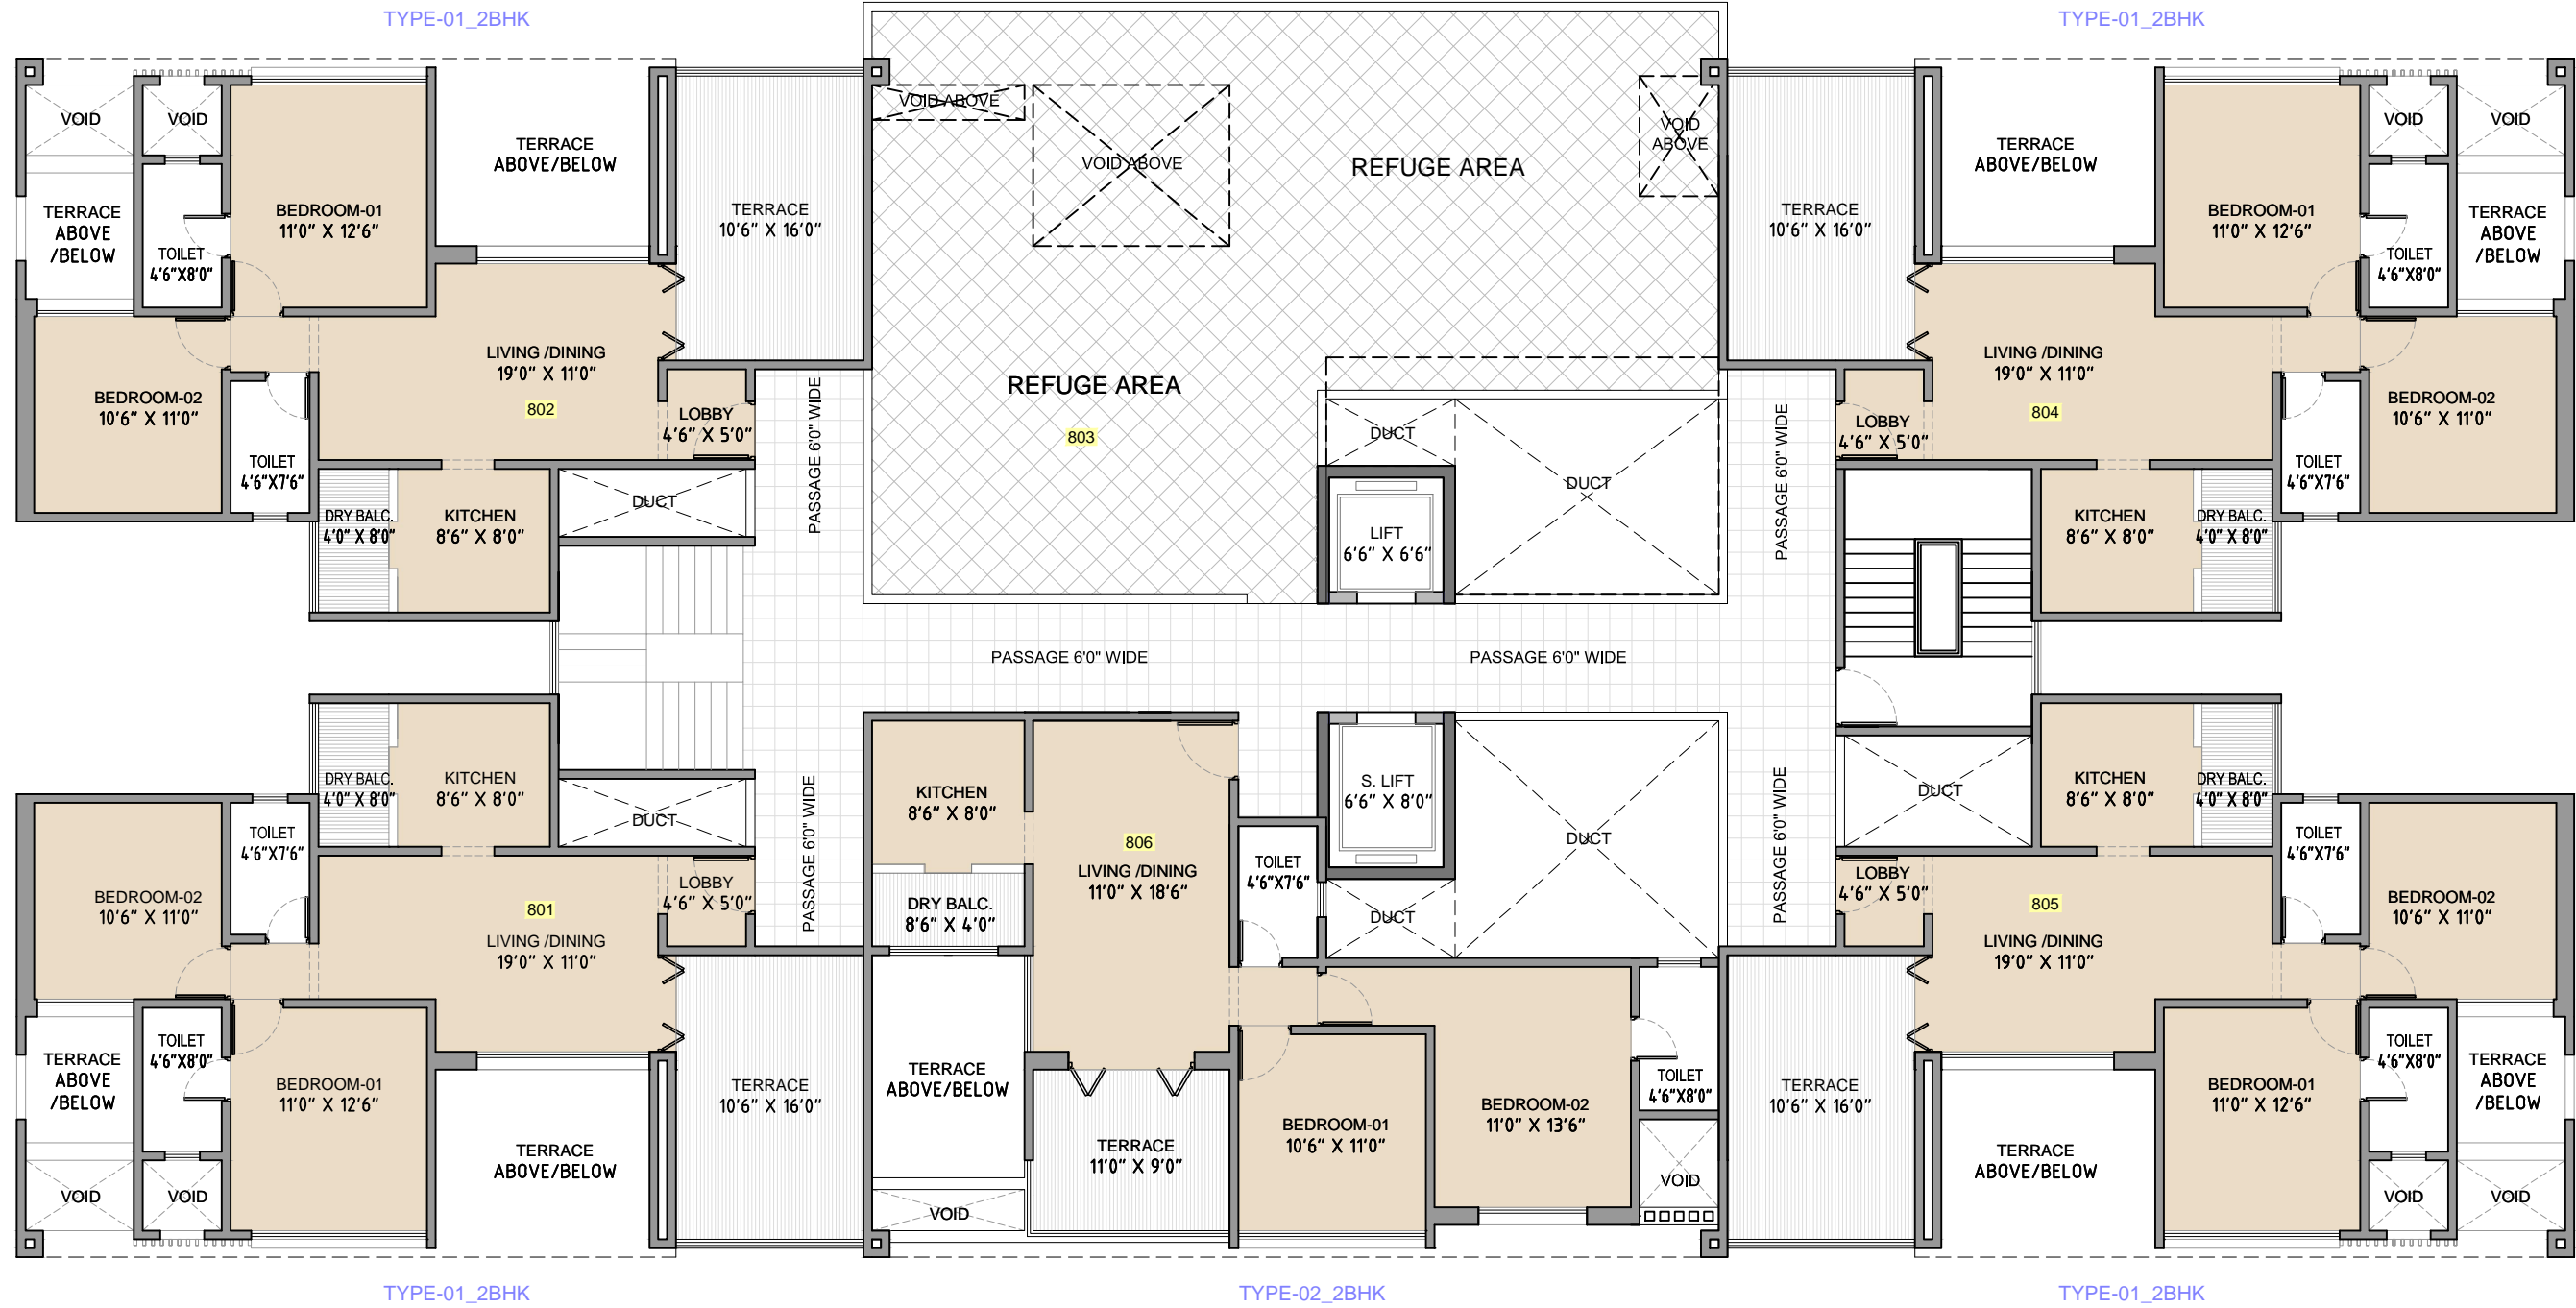 TYPE-01_2BHK
TYPE-01_2BHK
VOID
VOID
TERRACE
ABOVE/BELOW
TERRACE
ABOVE
/BELOW
TOILET
4'6"X8'0"
BEDROOM-01
11'0" X 12'6"
TERRACE
10'6" X 16'0"
BEDROOM-02
10'6" X 11'0"
LIVING /DINING
19'0" X 11'0"
802
LOBBY
4'6" X 5'0"
TOILET
4'6"X7'6"
DRY BALC.
4'0" X 8'0"
KITCHEN
8'6" X 8'0"
DUCT
PASSAGE 6'0" WIDE
VOID ABOVE
VOID ABOVE
VOID
ABOVE
REFUGE AREA
REFUGE AREA
803
DUCT
DUCT
LIFT
6'6" X 6'6"
PASSAGE 6'0" WIDE
TERRACE
10'6" X 16'0"
TERRACE
ABOVE/BELOW
BEDROOM-01
11'0" X 12'6"
VOID
VOID
TOILET
4'6"X8'0"
TERRACE
ABOVE
/BELOW
LIVING /DINING
19'0" X 11'0"
804
LOBBY
4'6" X 5'0"
BEDROOM-02
10'6" X 11'0"
TOILET
4'6"X7'6"
KITCHEN
8'6" X 8'0"
DRY BALC.
4'0" X 8'0"
PASSAGE 6'0" WIDE
PASSAGE 6'0" WIDE
DRY BALC.
4'0" X 8'0"
KITCHEN
8'6" X 8'0"
DUCT
TOILET
4'6"X7'6"
BEDROOM-02
10'6" X 11'0"
801
LIVING /DINING
19'0" X 11'0"
LOBBY
4'6" X 5'0"
PASSAGE 6'0" WIDE
TERRACE
ABOVE
/BELOW
TOILET
4'6"X8'0"
BEDROOM-01
11'0" X 12'6"
TERRACE
ABOVE/BELOW
TERRACE
10'6" X 16'0"
VOID
VOID
KITCHEN
8'6" X 8'0"
DRY BALC.
8'6" X 4'0"
806
LIVING /DINING
11'0" X 18'6"
TOILET
4'6"X7'6"
S. LIFT
6'6" X 8'0"
DUCT
DUCT
TERRACE
ABOVE/BELOW
TERRACE
11'0" X 9'0"
VOID
BEDROOM-01
10'6" X 11'0"
BEDROOM-02
11'0" X 13'6"
TOILET
4'6"X8'0"
VOID
PASSAGE 6'0" WIDE
DUCT
KITCHEN
8'6" X 8'0"
DRY BALC.
4'0" X 8'0"
TOILET
4'6"X7'6"
LOBBY
4'6" X 5'0"
805
LIVING /DINING
19'0" X 11'0"
BEDROOM-02
10'6" X 11'0"
TERRACE
10'6" X 16'0"
TERRACE
ABOVE/BELOW
BEDROOM-01
11'0" X 12'6"
TOILET
4'6"X8'0"
TERRACE
ABOVE
/BELOW
VOID
VOID
TYPE-01_2BHK
TYPE-02_2BHK
TYPE-01_2BHK